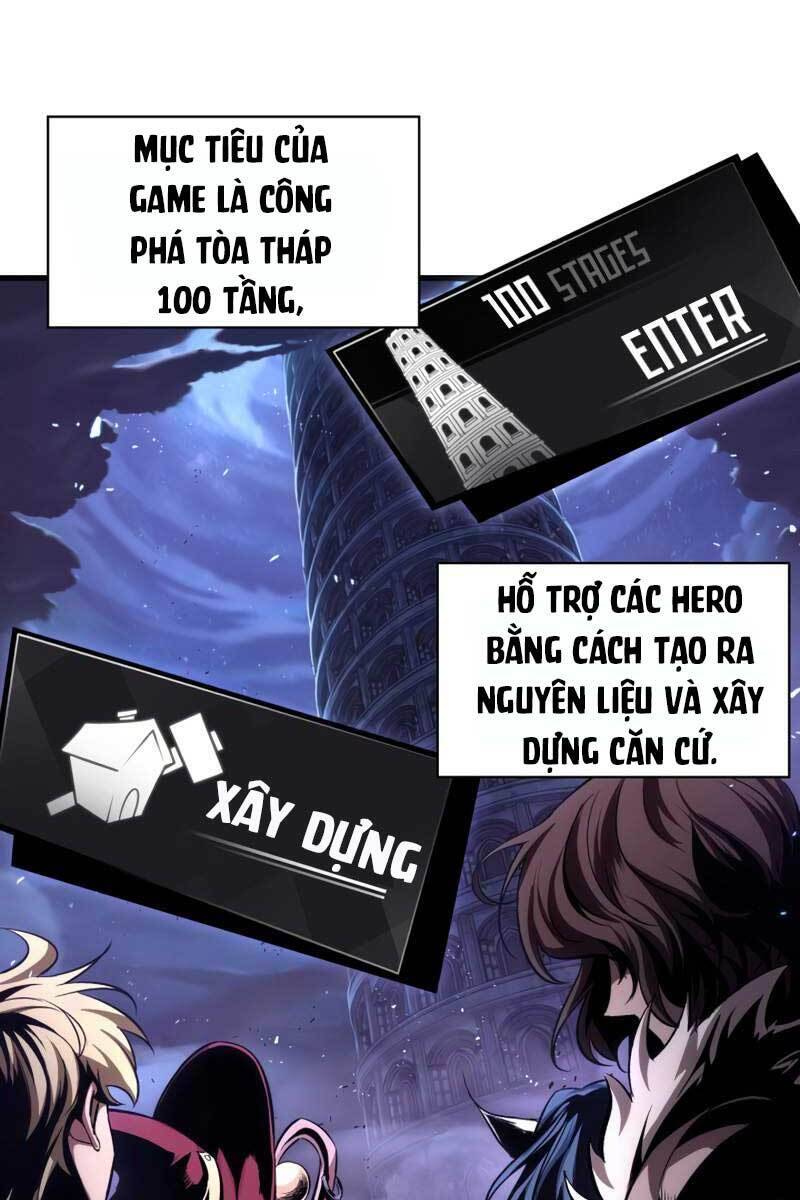 MỤC TIÊU CỦA
GAME LÀ CÔNG
PHÁ TÒA THÁP
100 TẦNG,
100 STAGES
ENTER
HỖ TRỢ CÁC HERO
BẰNG CÁCH TẠO RA
NGUYÊN LIỆU VÀ XÂY
DỰNG CĂN CỨ.
XÂY DỰNG